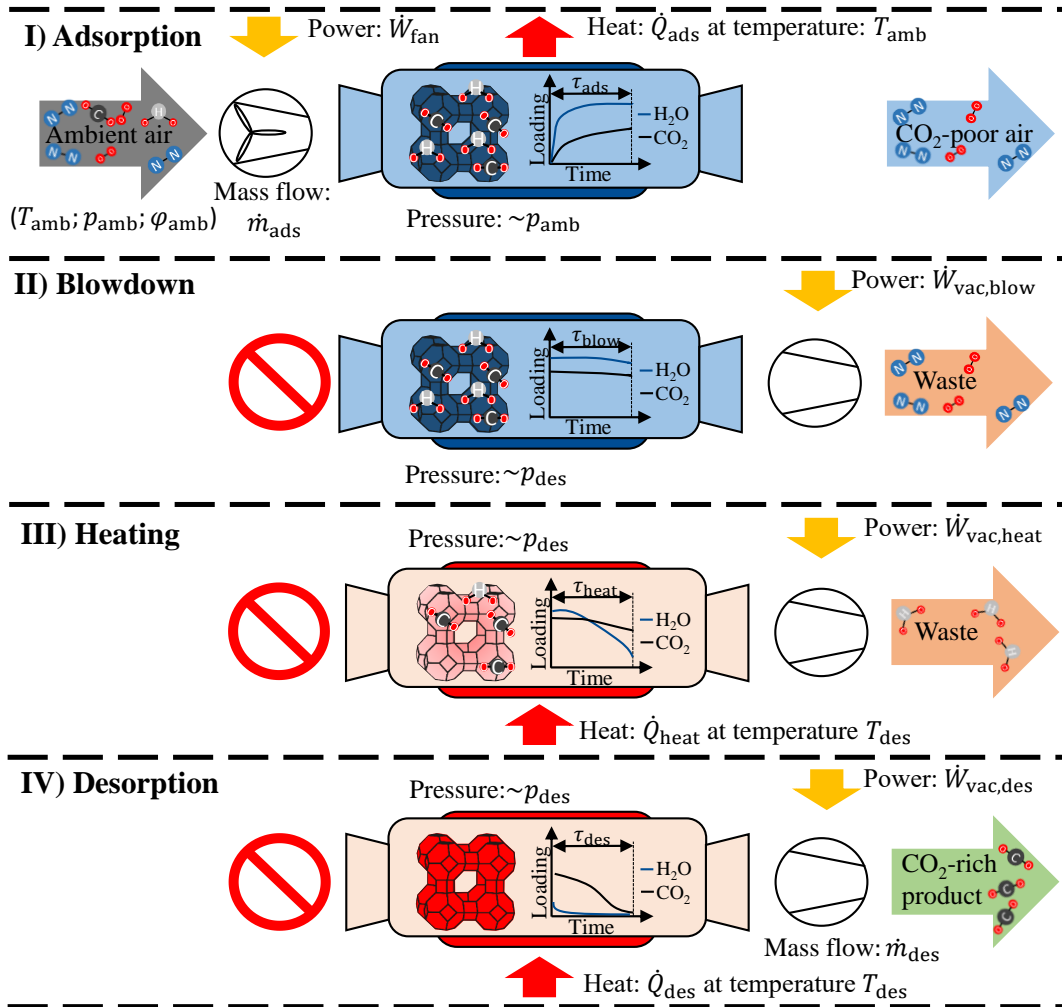 I) Adsorption
Power: Ẇfan
Heat: Q̇ads at temperature: Tamb
Ambient air
N N C O O O O H O O N N N N
(Tamb; pamb; φamb)
Mass flow:
ṁads
H H H C
Loading
τads
H₂O
CO₂
Time
Pressure: ~pamb
CO₂-poor air
N N N N N N
II) Blowdown
Power: Ẇvac,blow
H C C H H C
Loading
τblow
H₂O
CO₂
Time
Pressure:~pdes
Waste
N N N N N N
III) Heating
Pressure:~pdes
Power: Ẇvac,heat
H C C C
Loading
τheat
H₂O
CO₂
Time
Waste
H H H
Heat: Q̇heat at temperature Tdes
IV) Desorption
Pressure:~pdes
Power: Ẇvac,des
Loading
τdes
H₂O
CO₂
Time
CO₂-rich
product
C C C
Mass flow: ṁdes
Heat: Q̇des at temperature Tdes